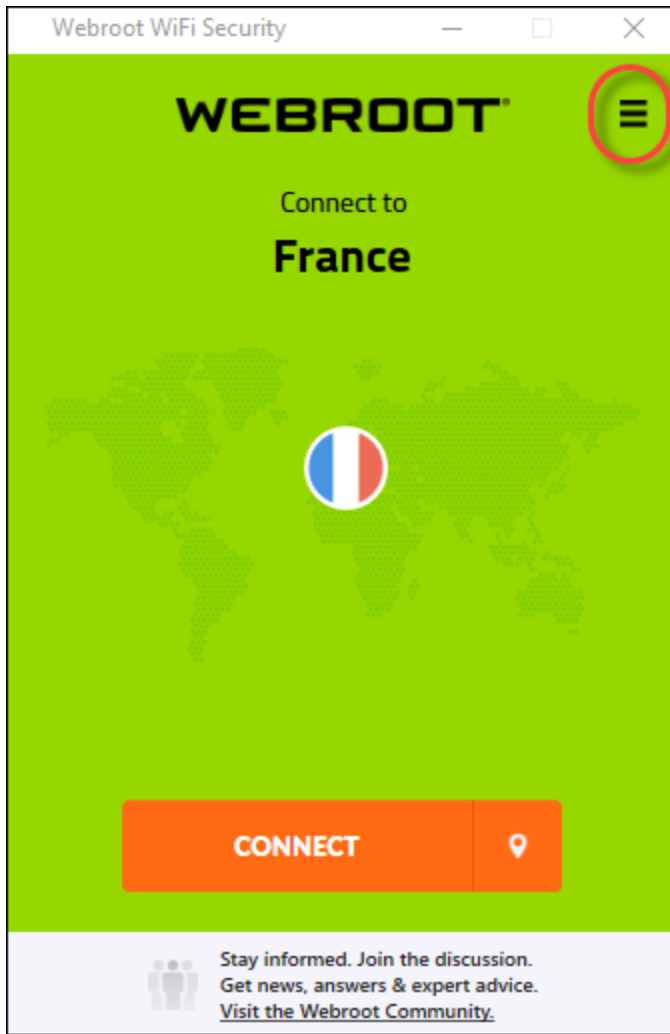 Webroot WiFi Security
WEBROOT®
Connect to
France
CONNECT
Stay informed. Join the discussion.
Get news, answers & expert advice.
Visit the Webroot Community.